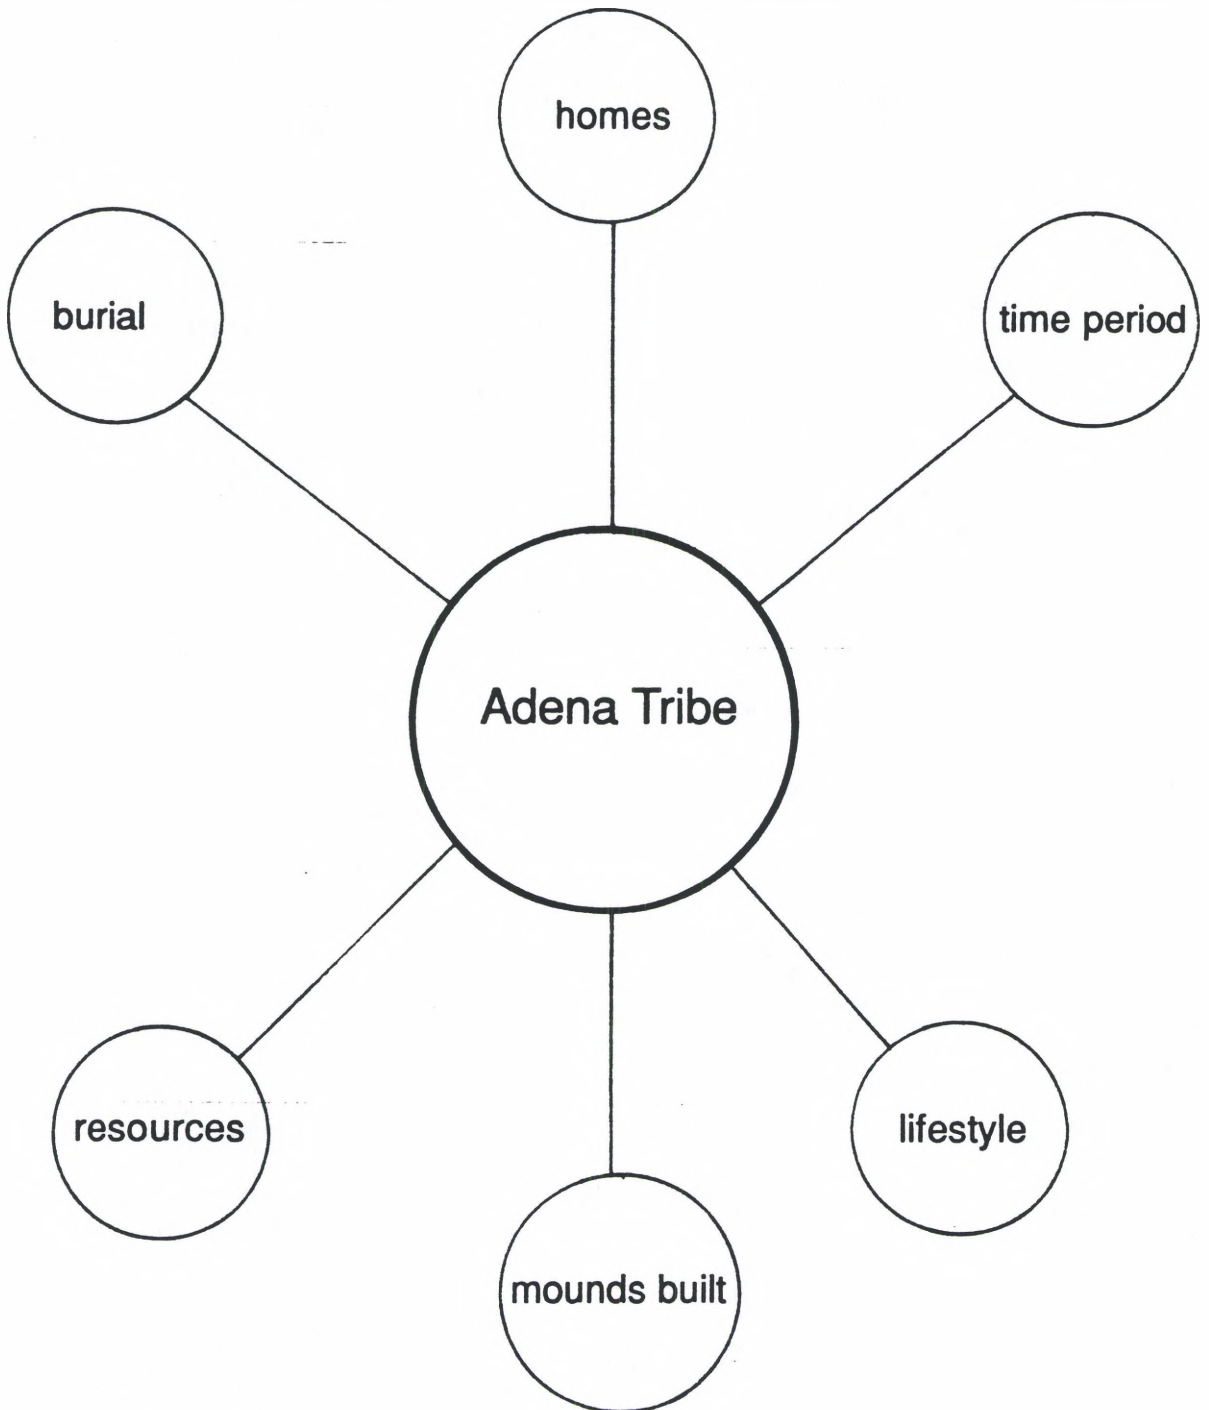 homes
burial
time period
Adena Tribe
resources
lifestyle
mounds built